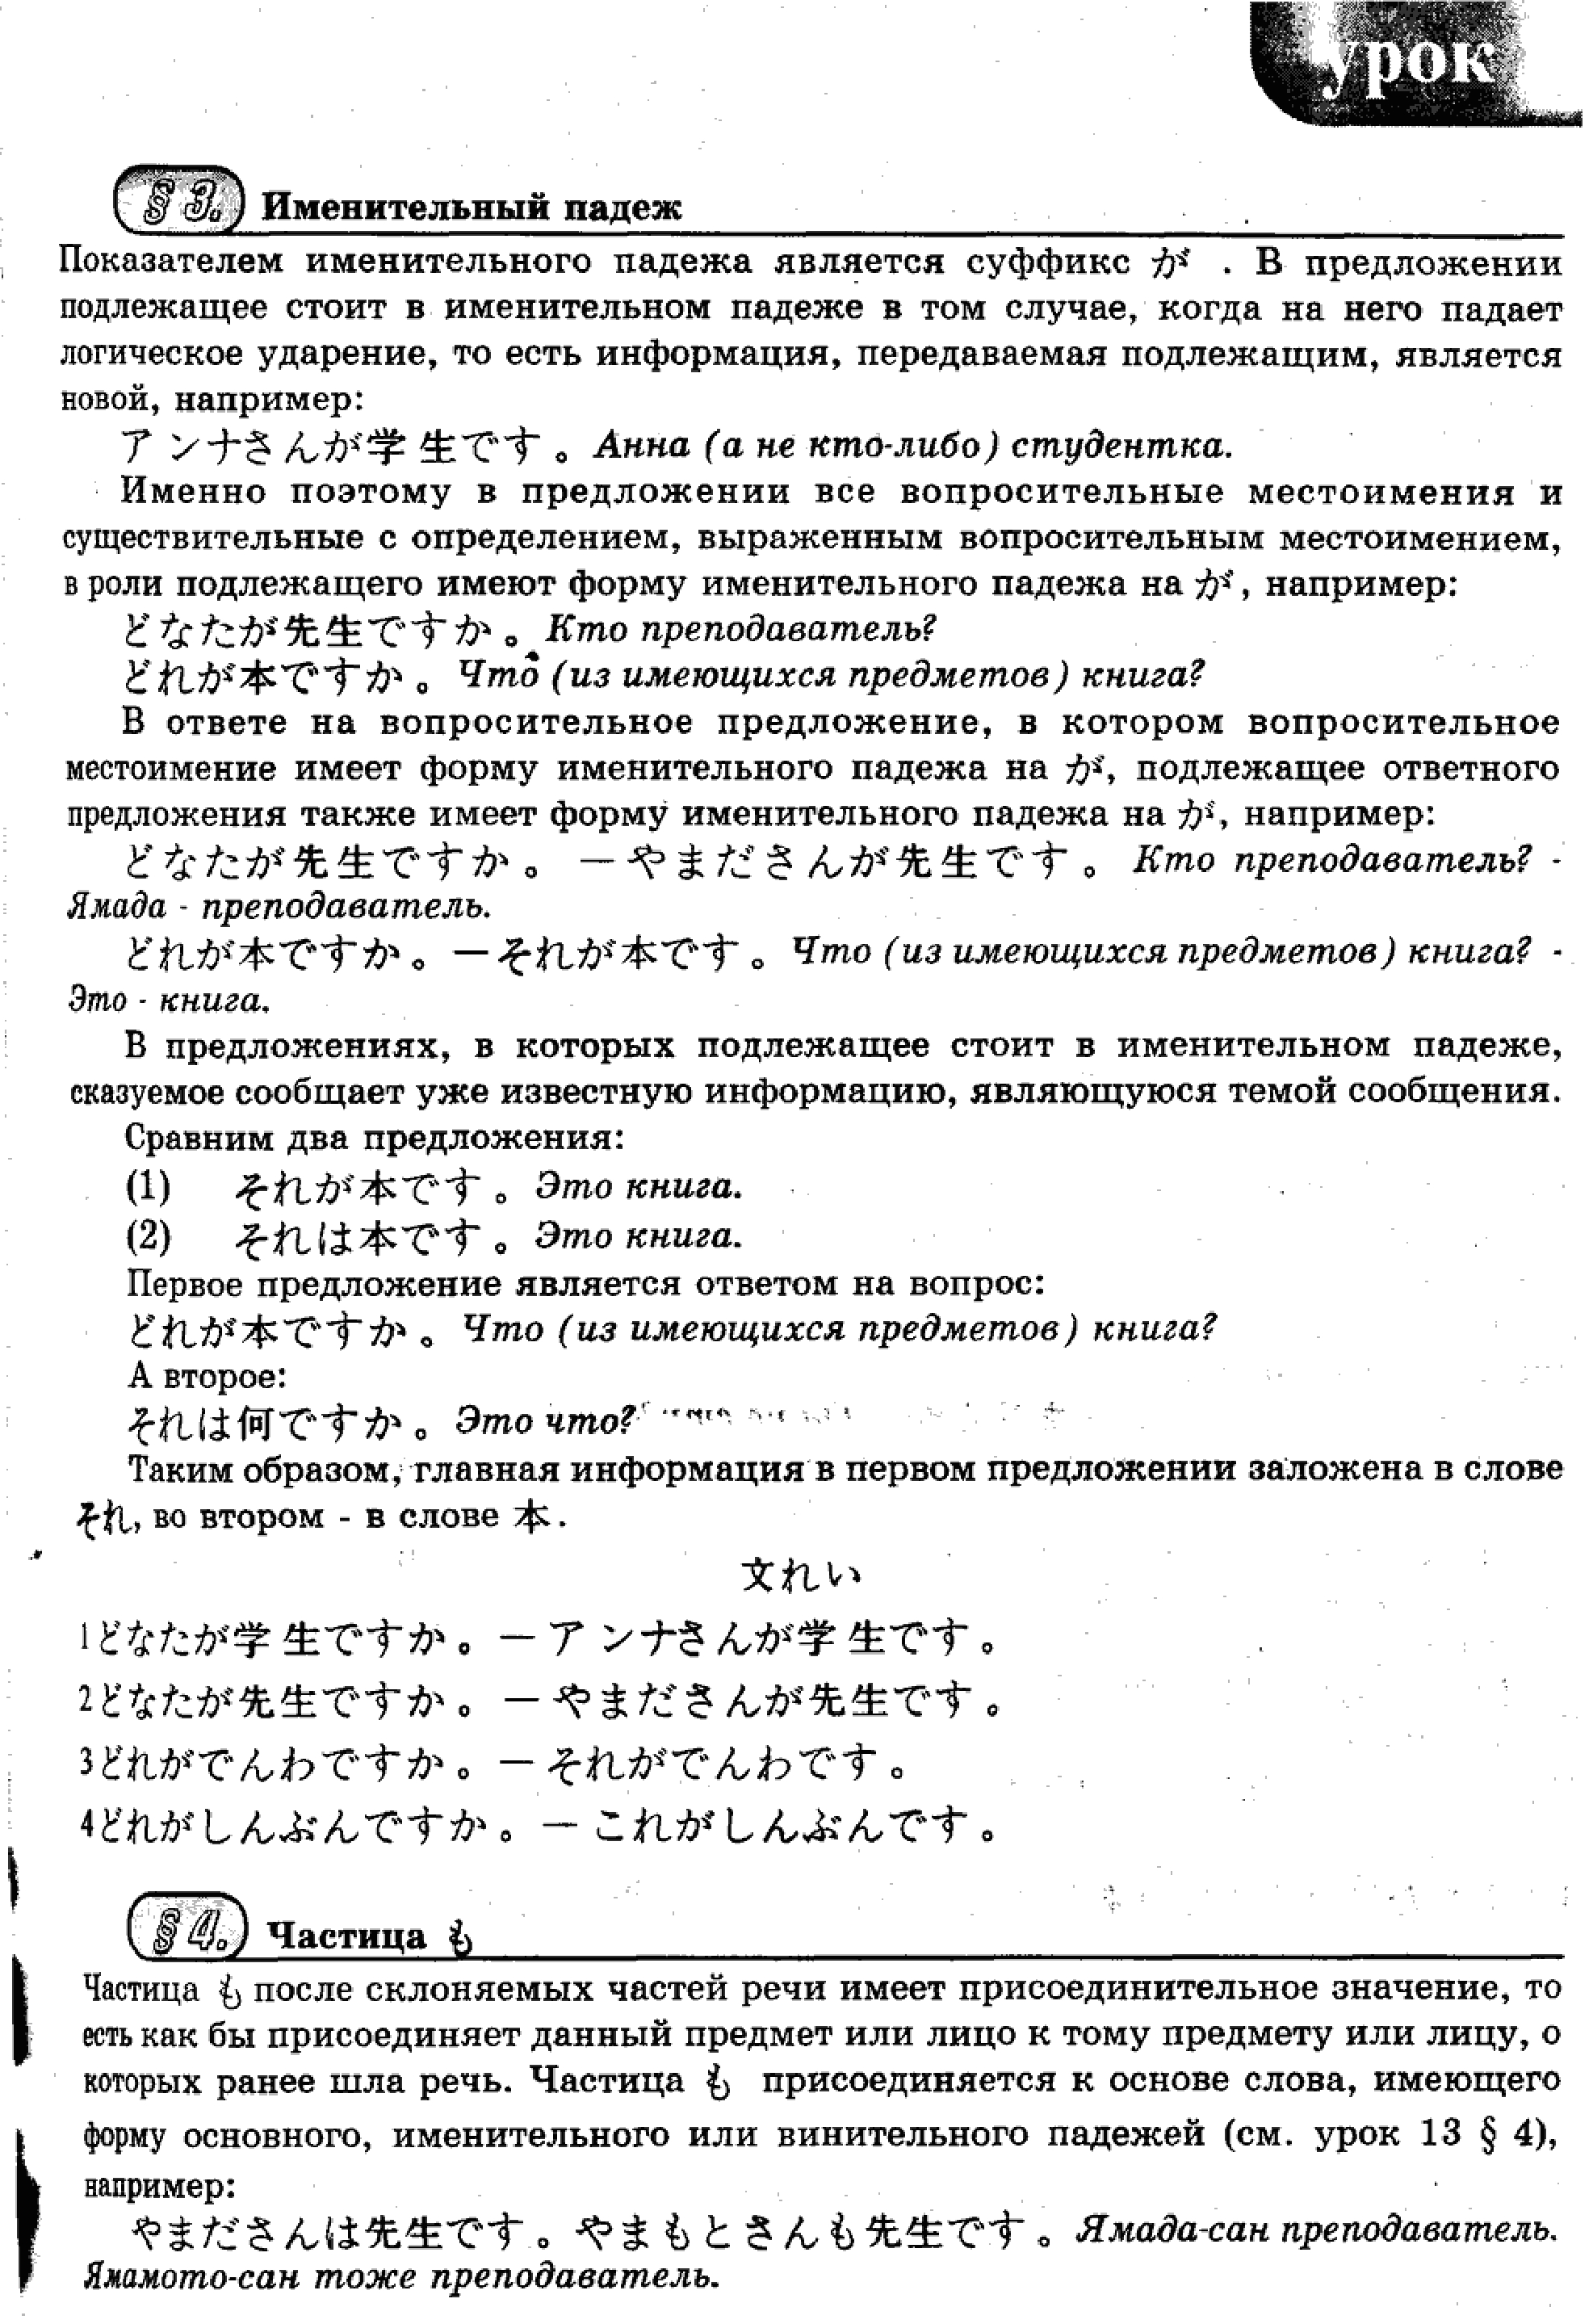 урок
§ 3. Именительный падеж
Показателем именительного падежа является суффикс が . В предложении
подлежащее стоит в именительном падеже в том случае, когда на него падает
логическое ударение, то есть информация, передаваемая подлежащим, является
новой, например:
アンナさんが学生です。Анна (а не кто-либо) студентка.
Именно поэтому в предложении все вопросительные местоимения и
существительные с определением, выраженным вопросительным местоимением,
в роли подлежащего имеют форму именительного падежа на が, например:
どなたが先生ですか。Кто преподаватель?
どれが本ですか。Что (из имеющихся предметов) книга?
В ответе на вопросительное предложение, в котором вопросительное
местоимение имеет форму именительного падежа на が, подлежащее ответного
предложения также имеет форму именительного падежа на が, например:
どなたが先生ですか。ーやまださんが先生です。Кто преподаватель? -
Ямада - преподаватель.
どれが本ですか。ーそれが本です。Что (из имеющихся предметов) книга? -
Это - книга.
В предложениях, в которых подлежащее стоит в именительном падеже,
сказуемое сообщает уже известную информацию, являющуюся темой сообщения.
Сравним два предложения:
(1) それが本です。Это книга.
(2) それは本です。Это книга.
Первое предложение является ответом на вопрос:
どれが本ですか。Что (из имеющихся предметов) книга?
А второе:
それは何ですか。Это что?
Таким образом, главная информация в первом предложении заложена в слове
それ, во втором - в слове 本.
文れい
1どなたが学生ですか。ーアンナさんが学生です。
2どなたが先生ですか。ーやまださんが先生です。
3どれがでんわですか。ーそれがでんわです。
4どれがしんぶんですか。ーこれがしんぶんです。
§ 4. Частица も
Частица も после склоняемых частей речи имеет присоединительное значение, то
есть как бы присоединяет данный предмет или лицо к тому предмету или лицу, о
которых ранее шла речь. Частица も присоединяется к основе слова, имеющего
форму основного, именительного или винительного падежей (см. урок 13 § 4),
например:
やまださんは先生です。やまもとさんも先生です。Ямада-сан преподаватель.
Ямамото-сан тоже преподаватель.